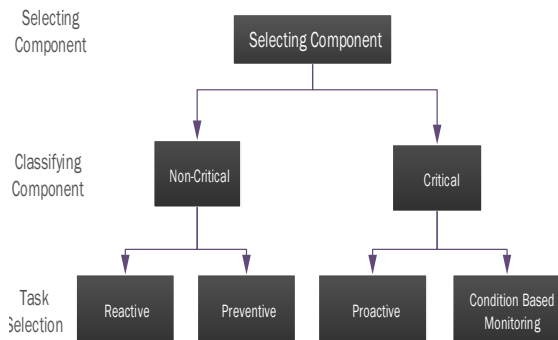 Selecting
Component
Selecting Component
Classifying
Component
Non-Critical
Critical
Task
Selection
Reactive
Preventive
Proactive
Condition Based
Monitoring